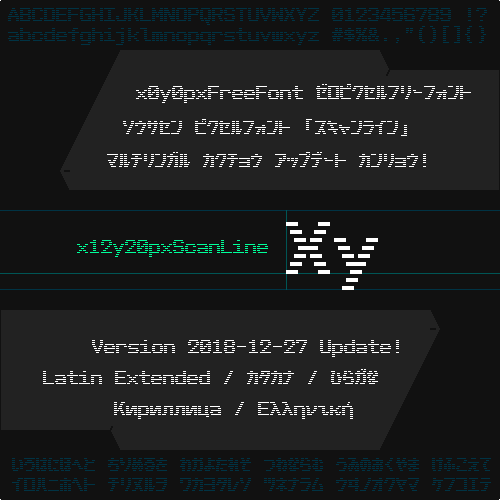 ABCDEFGHIJKLMNOPQRSTUVWXYZ 0123456789 !?
abcdefghijklmnopqrstuvwxyz #$%&.,"()[]{}
x0y0pxFreeFont ゼロピクセルフリーフォント
ソウサセン ピクセルフォント「スキャンライン」
マルチリンガル カクチョウ アップデート カンリョウ!
x12y20pxScanLine
Xy
Version 2018-12-27 Update!
Latin Extended / カタカナ / ひらがな
Кириллица / Ελληνική
いろはにほへと ちりぬるを わかよたれそ つねならむ うゐのおくやま けふこえて
イロハニホヘト チリヌルヲ ワカヨタレソ ツネナラム ウヰノオクヤマ ケフコエテ